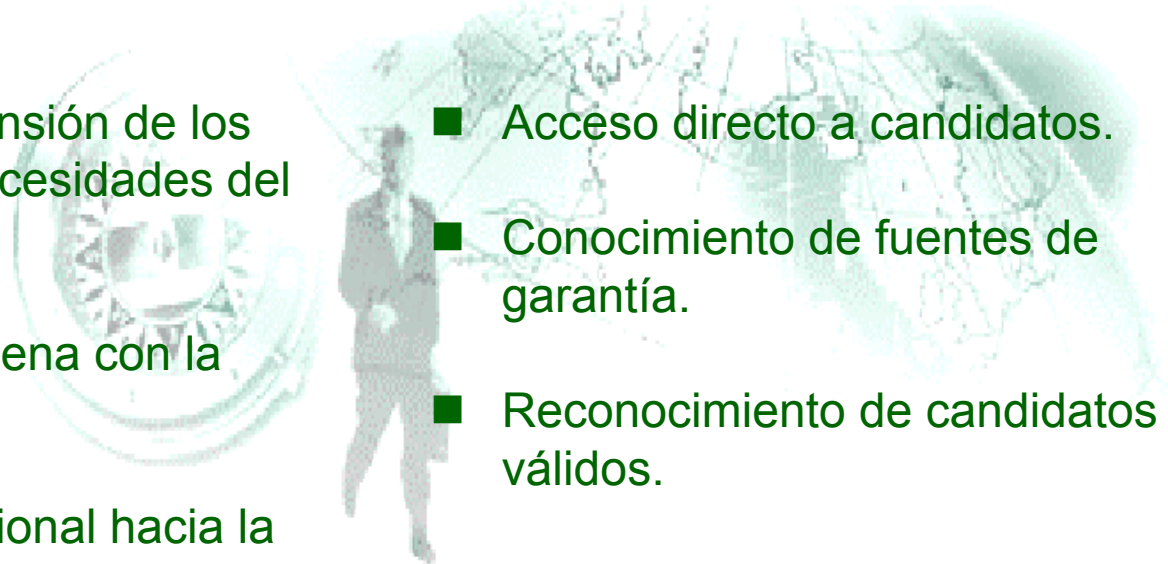 nsión de los
cesidades del
ena con la
ional hacia la
■ Acceso directo a candidatos.
■ Conocimiento de fuentes de
garantía.
■ Reconocimiento de candidatos
válidos.